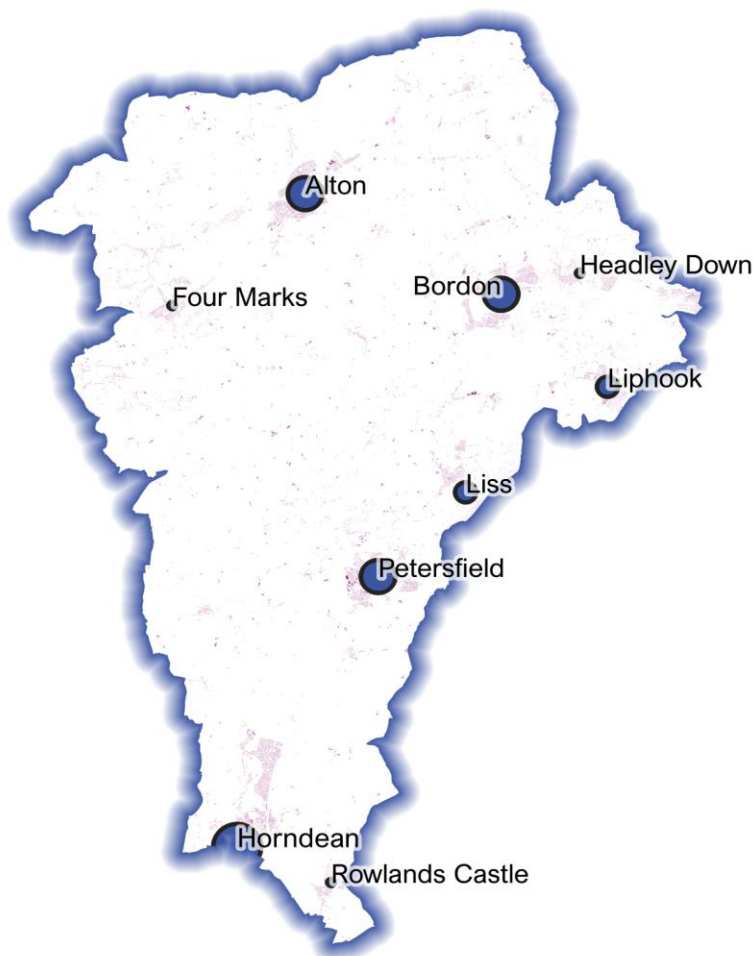 Alton
Headley Down
Bordon
Four Marks
Liphook
Liss
Petersfield
Horndean
Rowlands Castle